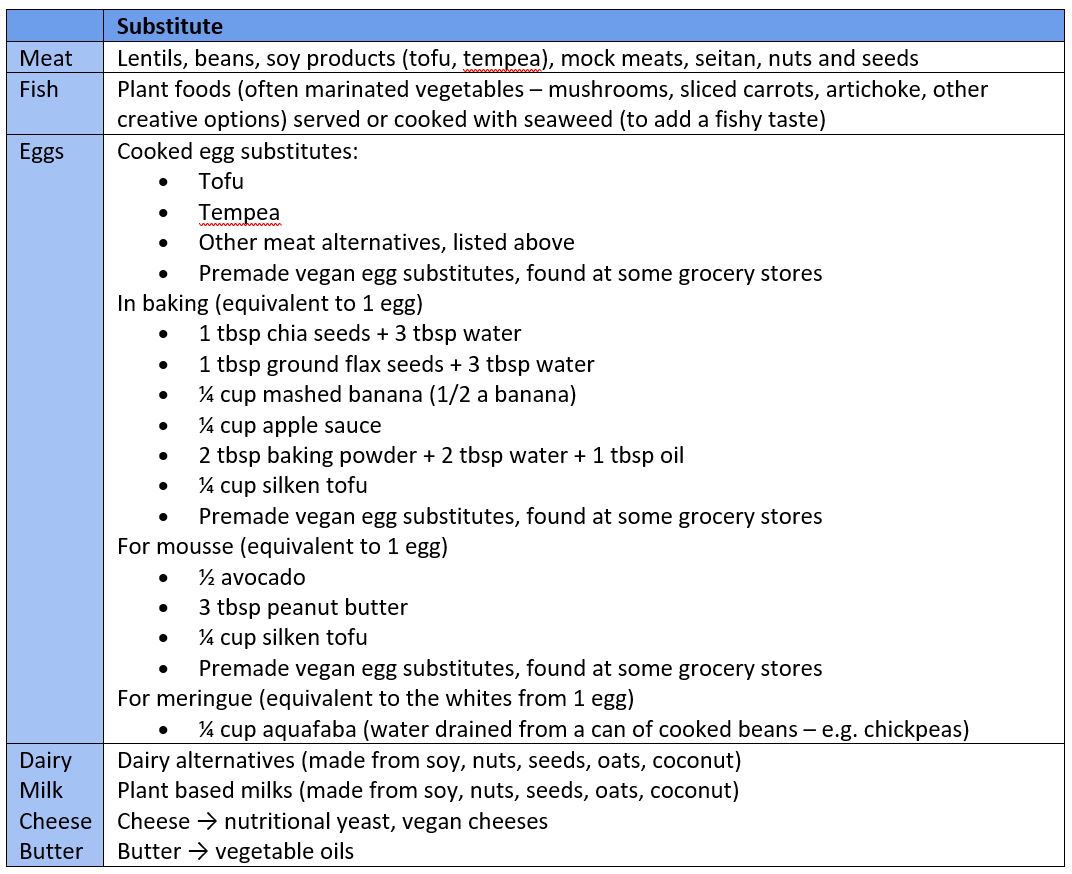 Substitute
Meat Lentils, beans, soy products (tofu, tempea), mock meats, seitan, nuts and seeds
Fish Plant foods (often marinated vegetables – mushrooms, sliced carrots, artichoke, other
creative options) served or cooked with seaweed (to add a fishy taste)
Eggs Cooked egg substitutes:
• Tofu
• Tempea
• Other meat alternatives, listed above
• Premade vegan egg substitutes, found at some grocery stores
In baking (equivalent to 1 egg)
• 1 tbsp chia seeds + 3 tbsp water
• 1 tbsp ground flax seeds + 3 tbsp water
• ¼ cup mashed banana (1/2 a banana)
• ¼ cup apple sauce
• 2 tbsp baking powder + 2 tbsp water + 1 tbsp oil
• ¼ cup silken tofu
• Premade vegan egg substitutes, found at some grocery stores
For mousse (equivalent to 1 egg)
• ½ avocado
• 3 tbsp peanut butter
• ¼ cup silken tofu
• Premade vegan egg substitutes, found at some grocery stores
For meringue (equivalent to the whites from 1 egg)
• ¼ cup aquafaba (water drained from a can of cooked beans – e.g. chickpeas)
Dairy Dairy alternatives (made from soy, nuts, seeds, oats, coconut)
Milk Plant based milks (made from soy, nuts, seeds, oats, coconut)
Cheese Cheese → nutritional yeast, vegan cheeses
Butter Butter → vegetable oils